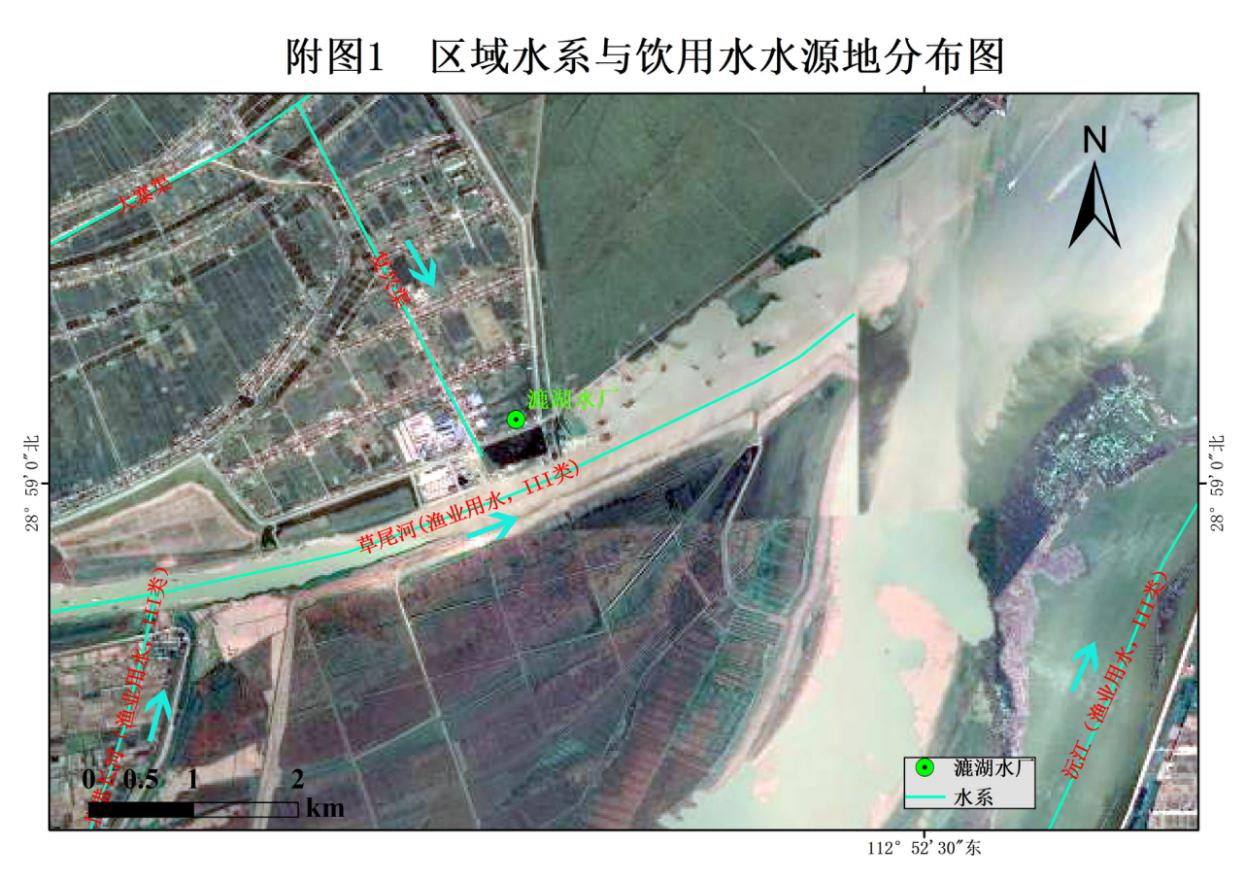 附图1 区域水系与饮用水水源地分布图
N
大寨渠
漉湖水厂
28° 59′0″北
28° 59′0″北
草尾河(渔业用水，III类)
(渔业用水，III类)
沅江（渔业用水，III类）
0 0.5 1 2
km
漉湖水厂
水系
112° 52′30″东